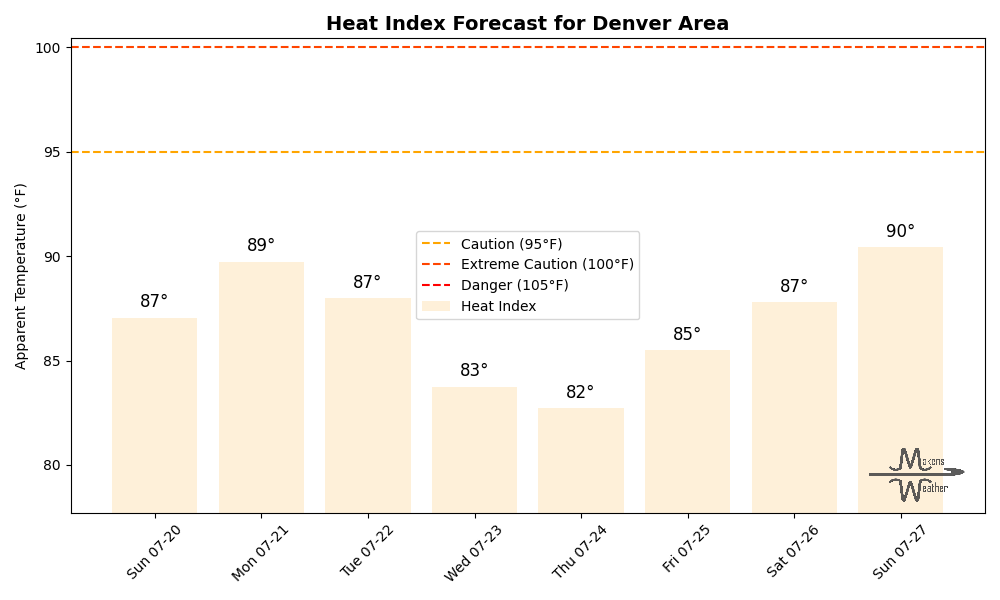 Heat Index Forecast for Denver Area
Apparent Temperature (°F)
100
95
90
85
80
87°
89°
87°
83°
82°
85°
87°
90°
Caution (95°F)
Extreme Caution (100°F)
Danger (105°F)
Heat Index
Sun 07-20
Mon 07-21
Tue 07-22
Wed 07-23
Thu 07-24
Fri 07-25
Sat 07-26
Sun 07-27